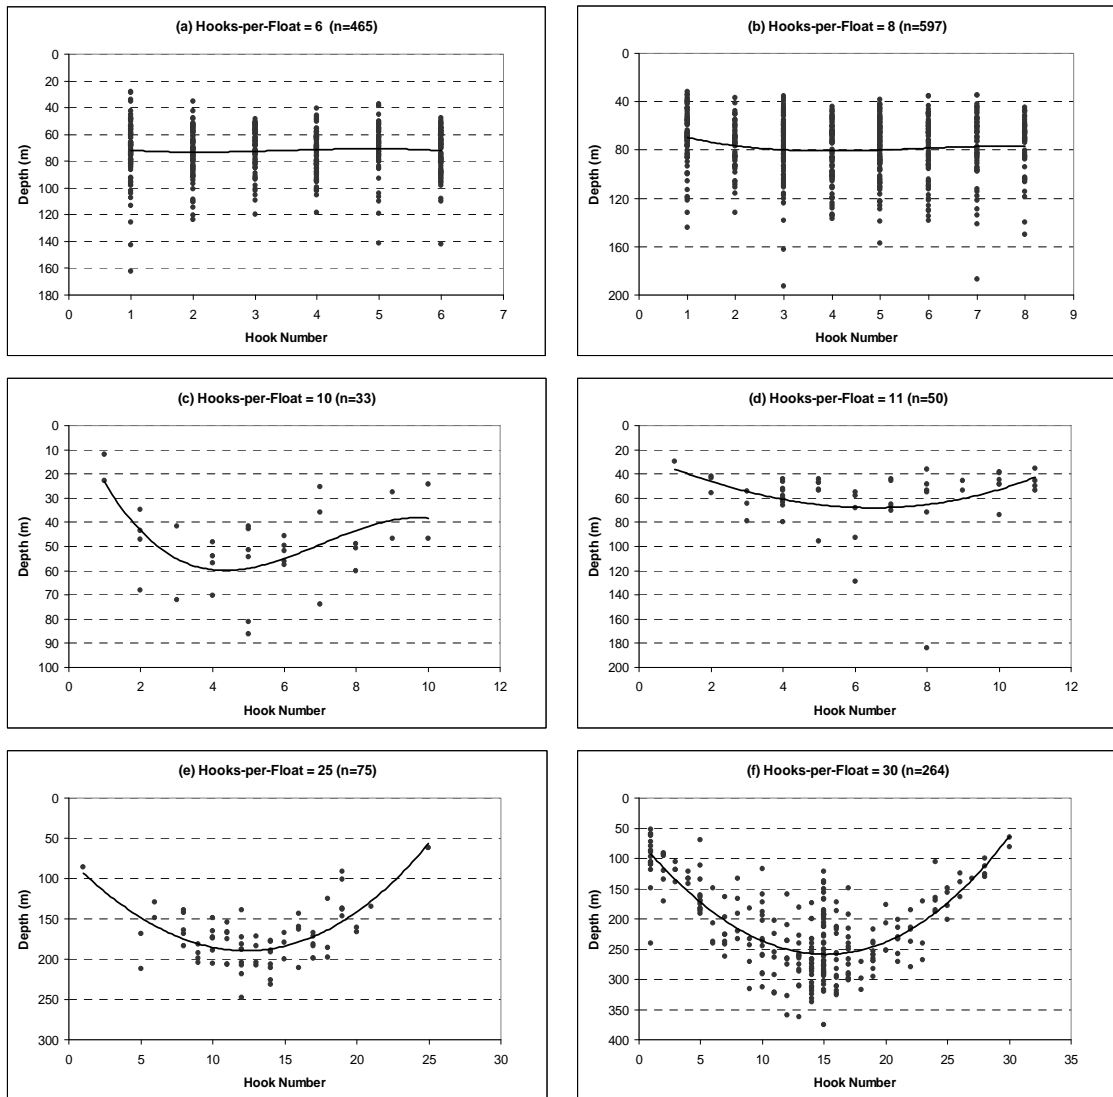 (a) Hooks-per-Float = 6 (n=465)
0
20
40
60
80
100
120
140
160
180
Depth (m)
0 1 2 3 4 5 6 7
Hook Number
(b) Hooks-per-Float = 8 (n=597)
0
40
80
120
160
200
Depth (m)
0 1 2 3 4 5 6 7 8 9
Hook Number
(c) Hooks-per-Float = 10 (n=33)
0
10
20
30
40
50
60
70
80
90
100
Depth (m)
0 2 4 6 8 10 12
Hook Number
(d) Hooks-per-Float = 11 (n=50)
0
20
40
60
80
100
120
140
160
180
200
Depth (m)
0 2 4 6 8 10 12
Hook Number
(e) Hooks-per-Float = 25 (n=75)
0
50
100
150
200
250
300
Depth (m)
0 5 10 15 20 25 30
Hook Number
(f) Hooks-per-Float = 30 (n=264)
0
50
100
150
200
250
300
350
400
Depth (m)
0 5 10 15 20 25 30 35
Hook Number